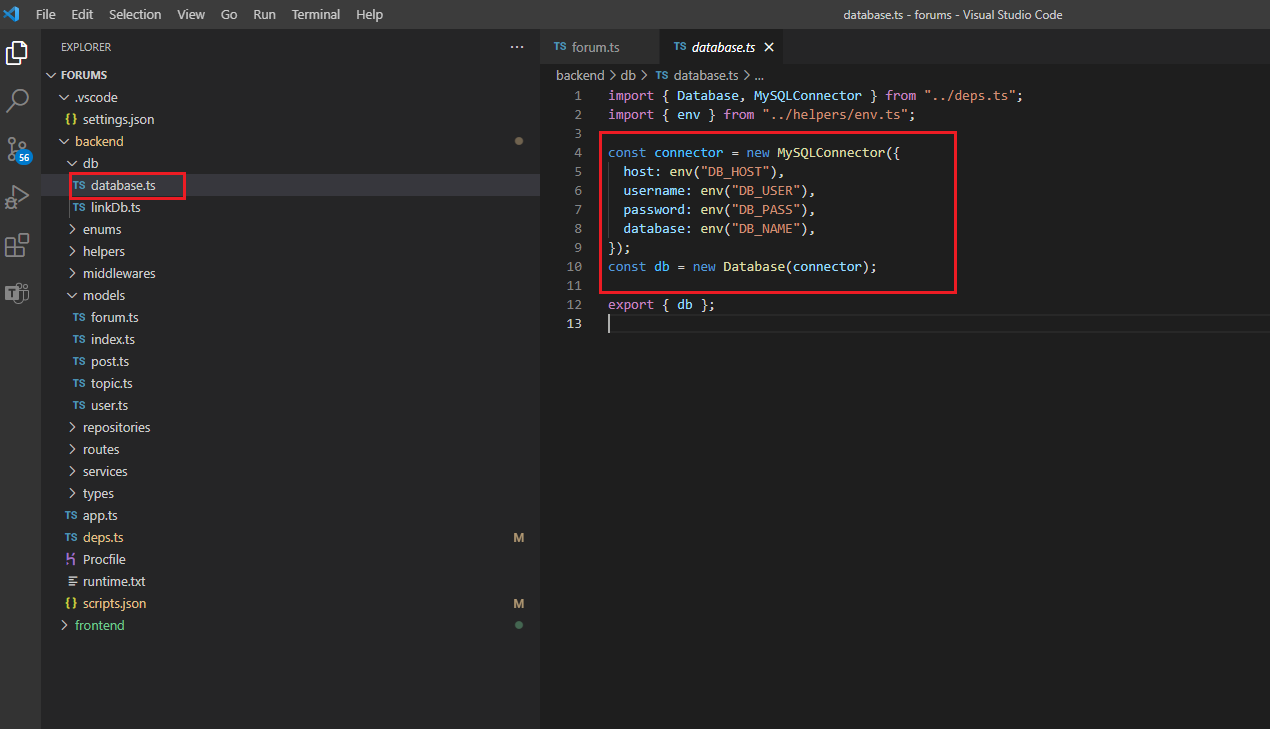 File Edit Selection View Go Run Terminal Help
database.ts - forums - Visual Studio Code
EXPLORER
...
FORUMS
.vscode
{} settings.json
backend
db
TS database.ts
TS linkDb.ts
enums
helpers
middlewares
models
TS forum.ts
TS index.ts
TS post.ts
TS topic.ts
TS user.ts
repositories
routes
services
types
TS app.ts
TS deps.ts M
Procfile
runtime.txt
{} scripts.json M
frontend
56
TS forum.ts
TS database.ts
backend > db > TS database.ts > ...
1 import { Database, MySQLConnector } from "../deps.ts";
2 import { env } from "../helpers/env.ts";
3
4 const connector = new MySQLConnector({
5 host: env("DB_HOST"),
6 username: env("DB_USER"),
7 password: env("DB_PASS"),
8 database: env("DB_NAME"),
9 });
10 const db = new Database(connector);
11
12 export { db };
13